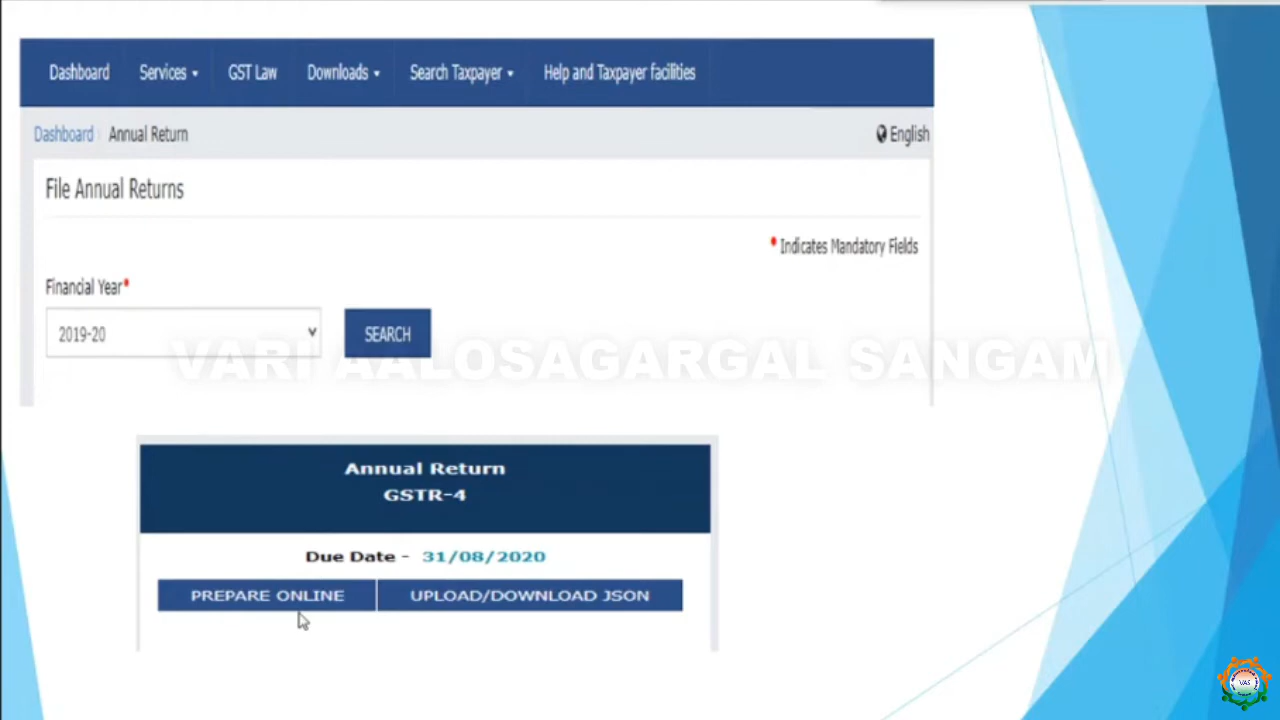 Dashboard Services GST Law Downloads Search Taxpayer Help and Taxpayer facilities
Dashboard Annual Return English
File Annual Returns
* Indicates Mandatory Fields
Financial Year*
2019-20 SEARCH
VARI AALOSAGARGAL SANGAM
Annual Return
GSTR-4
Due Date - 31/08/2020
PREPARE ONLINE UPLOAD/DOWNLOAD JSON
VAS